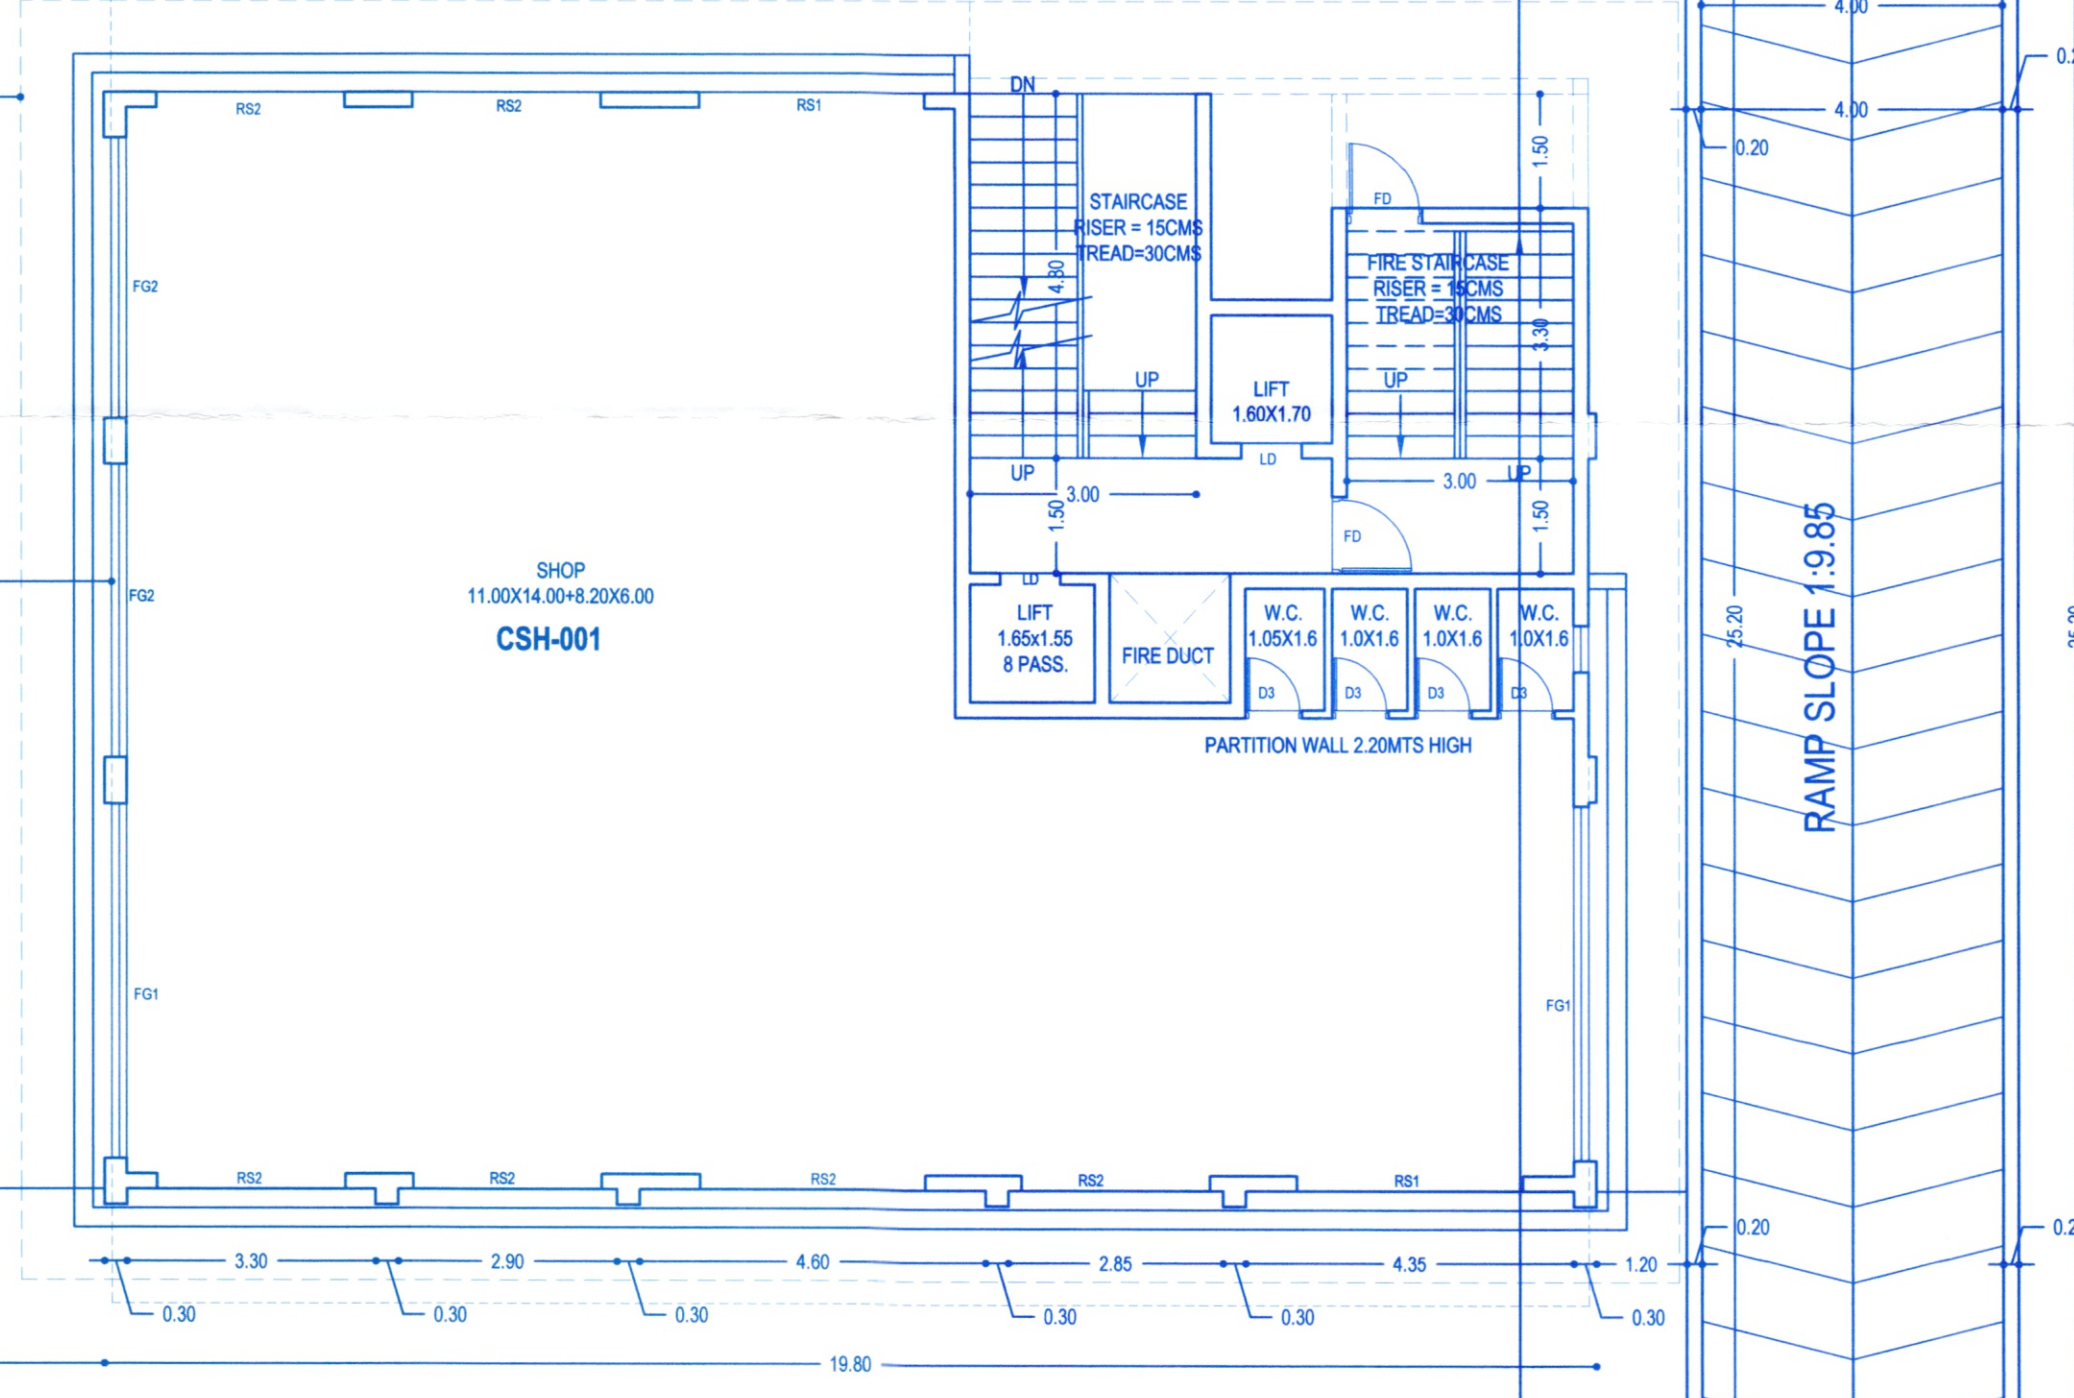 4.00
0.2
DN
RS2
RS2
RS1
4.00
0.20
1.50
STAIRCASE
RISER = 15CMS
TREAD=30CMS
FD
4.80
FIRE STAIRCASE
RISER = 15CMS
TREAD=30CMS
3.30
FG2
UP
LIFT
1.60X1.70
UP
LD
UP
3.00
3.00
UP
1.50
1.50
FD
SHOP
11.00X14.00+8.20X6.00
CSH-001
FG2
LD
LIFT
1.65x1.55
8 PASS.
FIRE DUCT
W.C.
1.05X1.6
W.C.
1.0X1.6
W.C.
1.0X1.6
W.C.
1.0X1.6
D3
D3
D3
D3
PARTITION WALL 2.20MTS HIGH
25.20
RAMP SLOPE 1:9.85
25.20
FG1
FG1
RS2
RS2
RS2
RS2
RS1
0.20
0.2
3.30
2.90
4.60
2.85
4.35
1.20
0.30
0.30
0.30
0.30
0.30
0.30
19.80